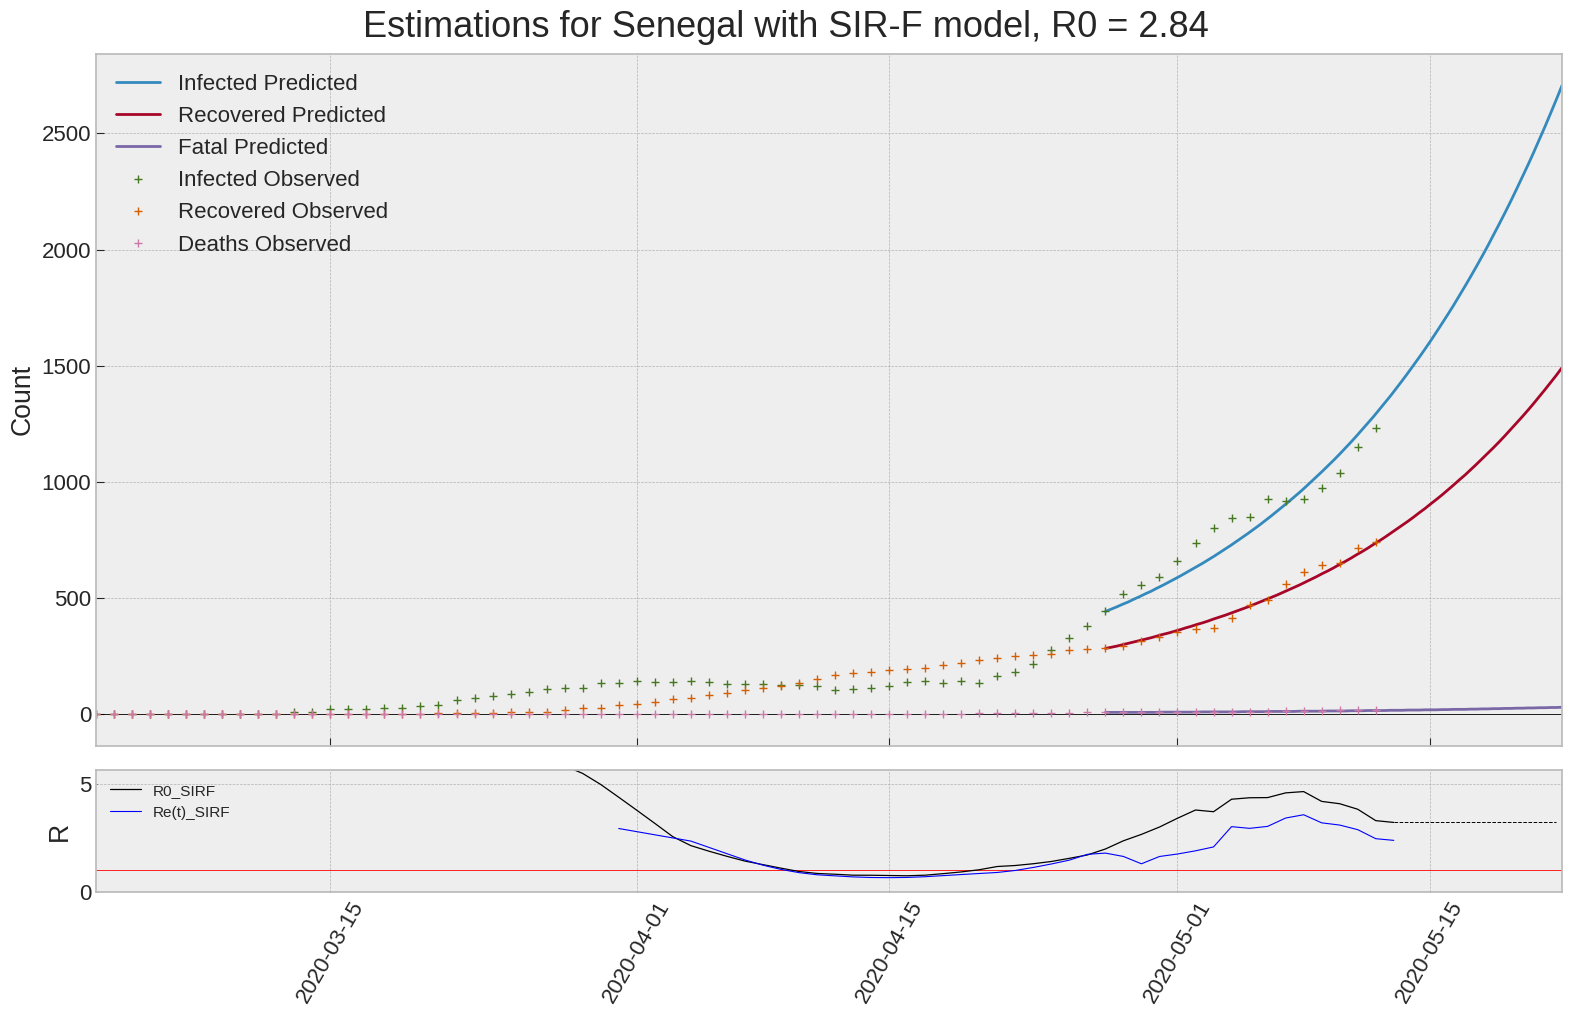 Estimations for Senegal with SIR-F model, R0 = 2.84
Infected Predicted
Recovered Predicted
Fatal Predicted
Infected Observed
Recovered Observed
Deaths Observed
2500
2000
1500
1000
500
0
Count
R0_SIRF
Re(t)_SIRF
5
0
R
2020-03-15
2020-04-01
2020-04-15
2020-05-01
2020-05-15